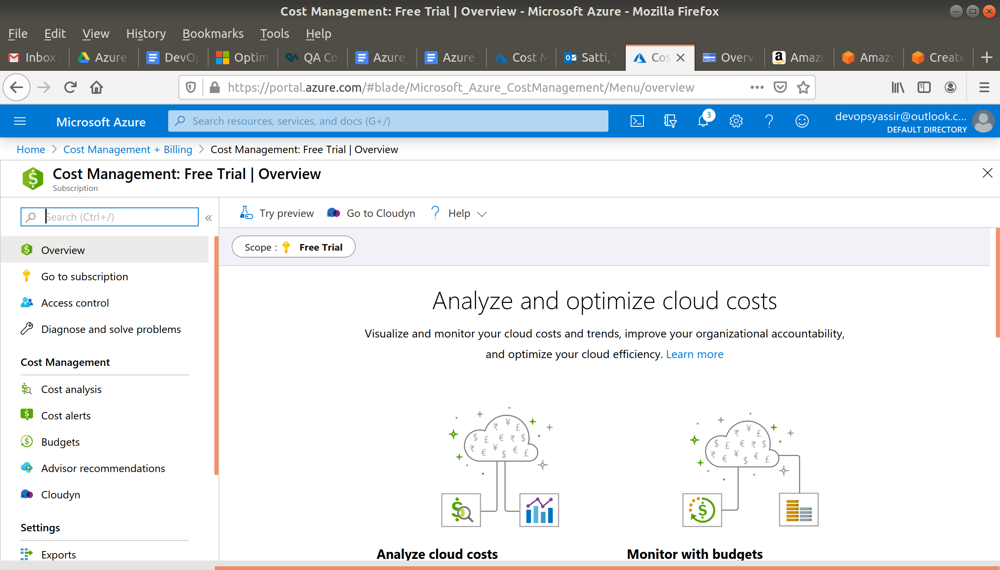 Cost Management: Free Trial | Overview - Microsoft Azure - Mozilla Firefox
File Edit View History Bookmarks Tools Help
Inbox Azure DevOp Optim QA Co Azure_ Azure_ Cost M Satti, Cos Overvi Amazo Amazo Create
https://portal.azure.com/#blade/Microsoft_Azure_CostManagement/Menu/overview
Microsoft Azure
Search resources, services, and docs (G+/)
3
devopsyassir@outlook.c...
DEFAULT DIRECTORY
Home > Cost Management + Billing > Cost Management: Free Trial | Overview
Cost Management: Free Trial | Overview
Subscription
Search (Ctrl+/)
«
Overview
Go to subscription
Access control
Diagnose and solve problems
Cost Management
Cost analysis
Cost alerts
Budgets
Advisor recommendations
Cloudyn
Settings
Exports
Try preview Go to Cloudyn Help
Scope : Free Trial
Analyze and optimize cloud costs
Visualize and monitor your cloud costs and trends, improve your organizational accountability,
and optimize your cloud efficiency. Learn more
Analyze cloud costs
Monitor with budgets